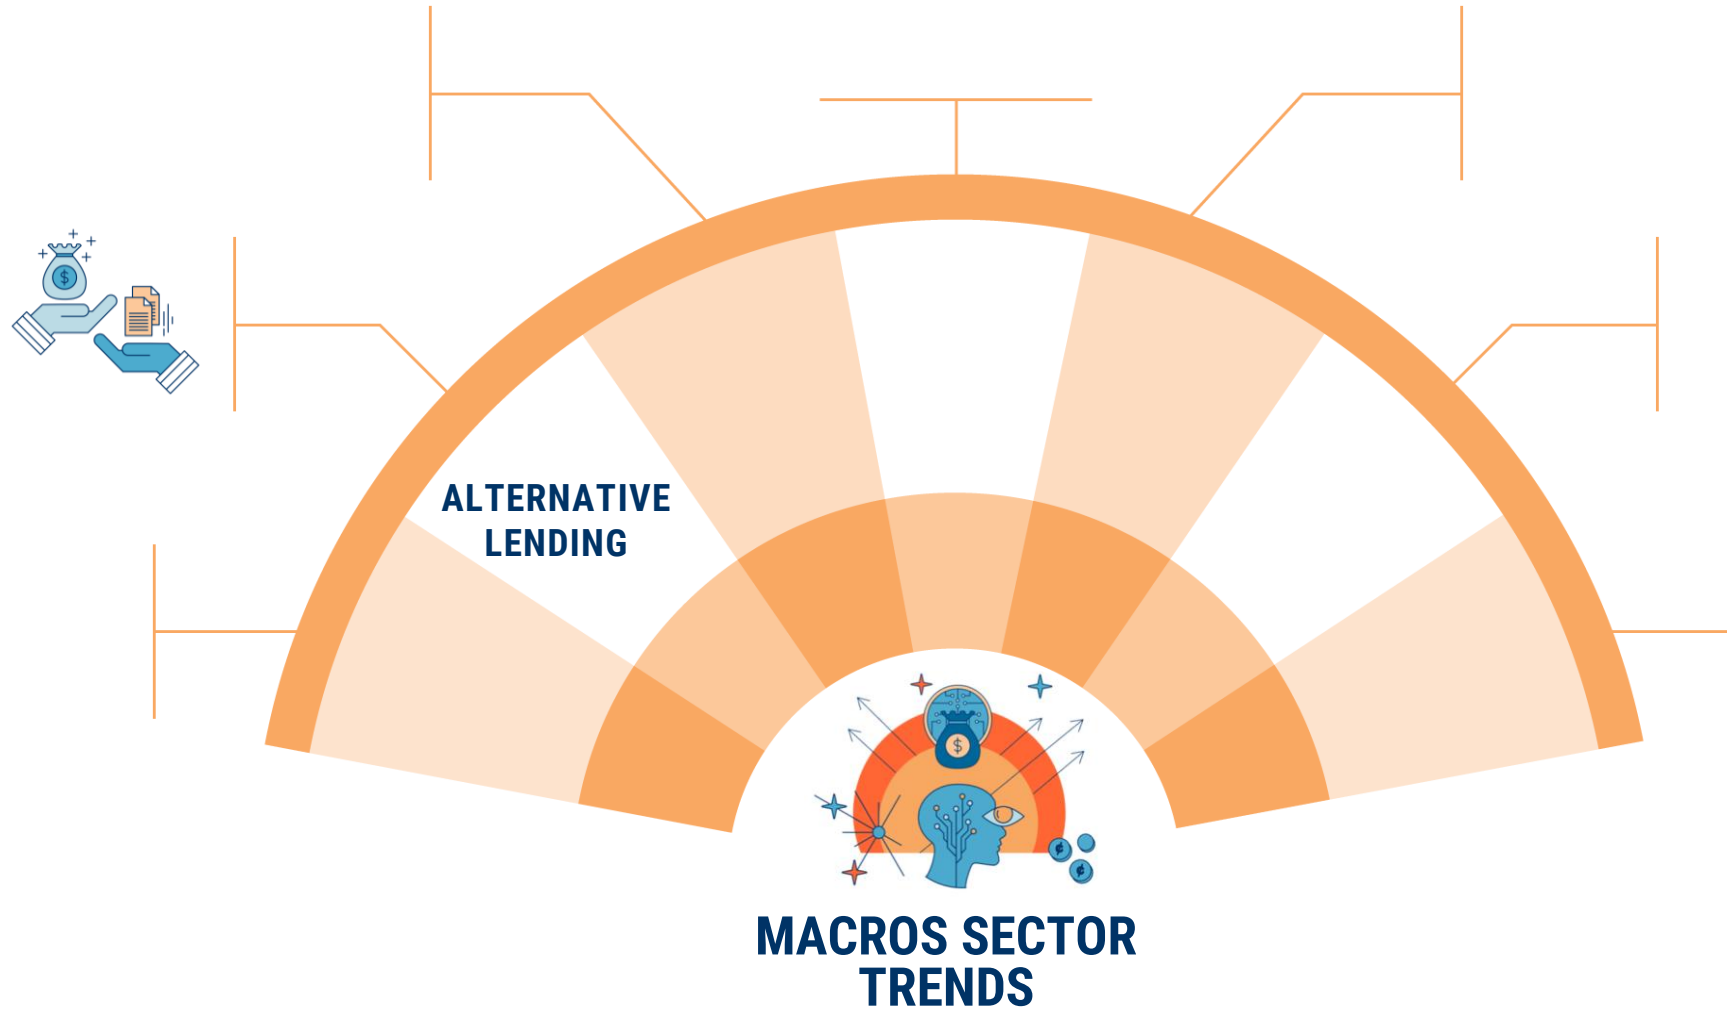 ALTERNATIVE
LENDING
$
$
MACROS SECTOR
TRENDS